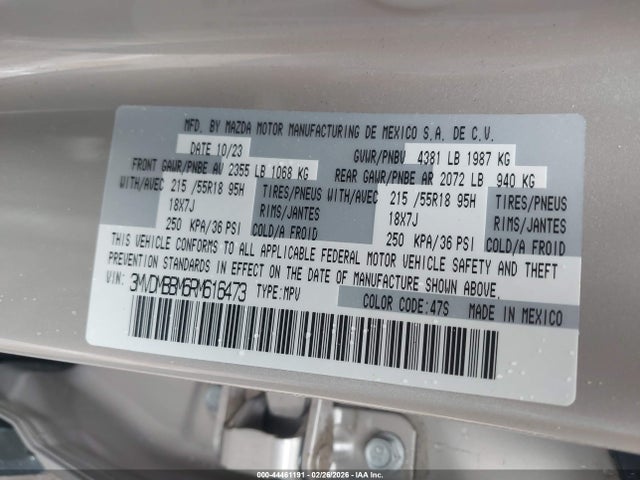 MFD. BY MAZDA MOTOR MANUFACTURING DE MEXICO S.A. DE C.V.
DATE 10/23 GVWR/PNBV 4381 LB 1987 KG
FRONT GAWR/PNBE AV 2355 LB 1068 KG REAR GAWR/PNBE AR 2072 LB 940 KG
WITH/AVEC 215 /55R18 95H TIRES/PNEUS WITH/AVEC 215 /55R18 95H TIRES/PNEUS
18X7J RIMS/JANTES 18X7J RIMS/JANTES
250 KPA/36 PSI COLD/A FROID 250 KPA/36 PSI COLD/A FROID
THIS VEHICLE CONFORMS TO ALL APPLICABLE FEDERAL MOTOR VEHICLE SAFETY AND THEFT
PREVENTION STANDARDS IN EFFECT ON THE DATE OF MANUFACTURE SHOWN ABOVE.
VIN: 3MVDMBBM6RM616473 TYPE:MPV COLOR CODE:47S MADE IN MEXICO
00-44461191 - 02/26/2026 - © IAA Inc.